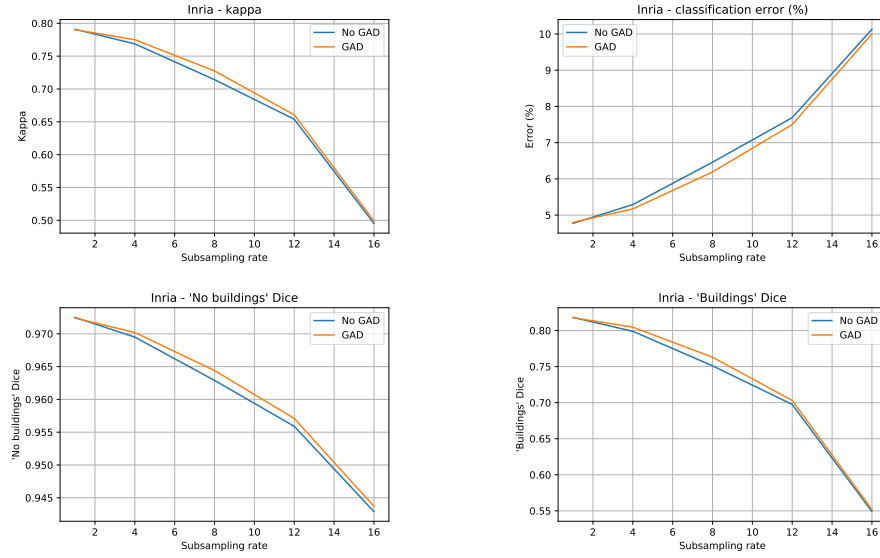 Inria - kappa
No GAD
GAD
Kappa
0.80
0.75
0.70
0.65
0.60
0.55
0.50
2 4 6 8 10 12 14 16
Subsampling rate
Inria - classification error (%)
No GAD
GAD
Error (%)
10
9
8
7
6
5
2 4 6 8 10 12 14 16
Subsampling rate
Inria - 'No buildings' Dice
No GAD
GAD
'No buildings' Dice
0.970
0.965
0.960
0.955
0.950
0.945
2 4 6 8 10 12 14 16
Subsampling rate
Inria - 'Buildings' Dice
No GAD
GAD
'Buildings' Dice
0.80
0.75
0.70
0.65
0.60
0.55
2 4 6 8 10 12 14 16
Subsampling rate